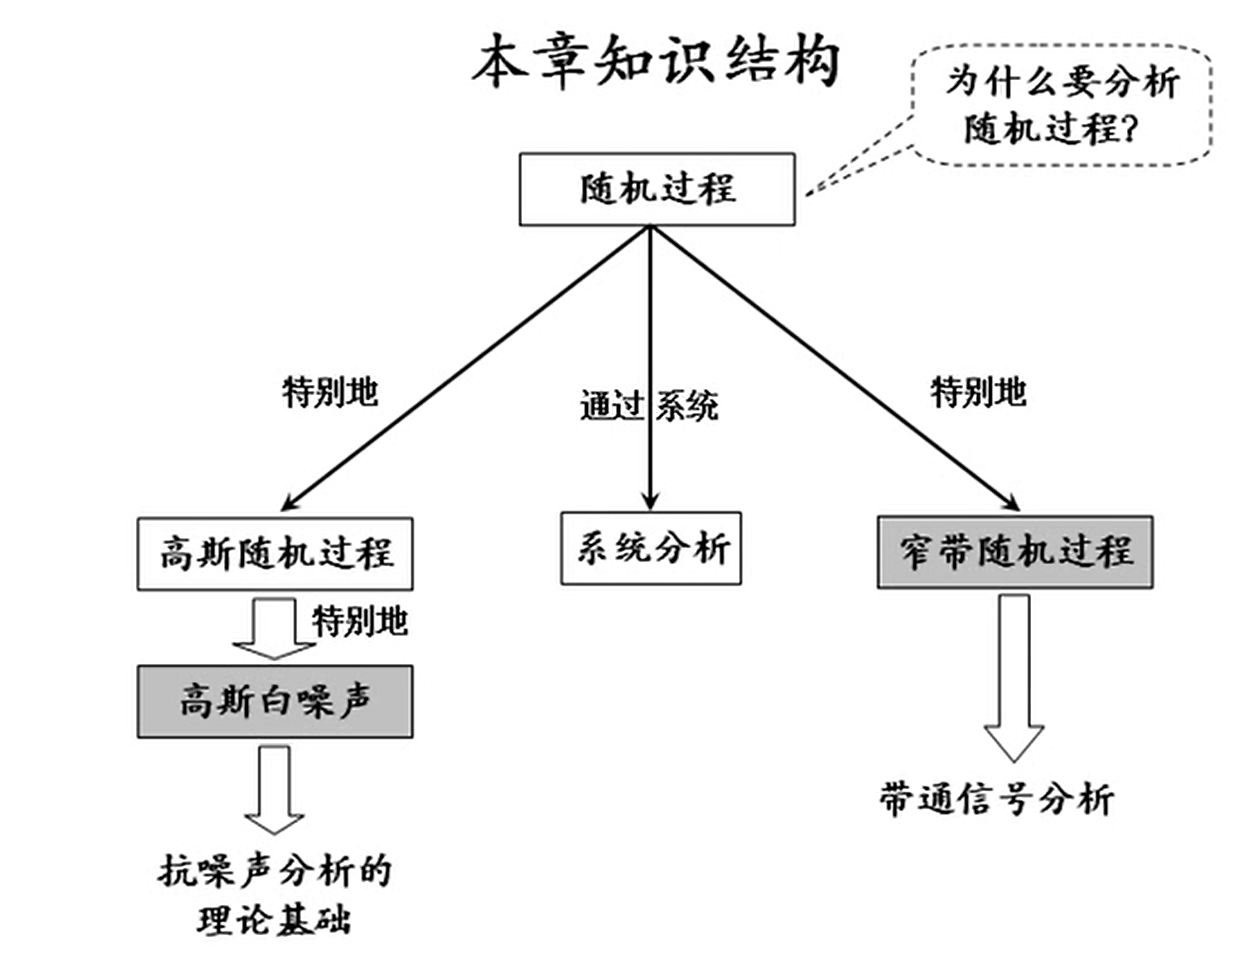 本章知识结构
为什么要分析
随机过程?
随机过程
特别地
通过系统
特别地
高斯随机过程
系统分析
窄带随机过程
特别地
高斯白噪声
带通信号分析
抗噪声分析的
理论基础